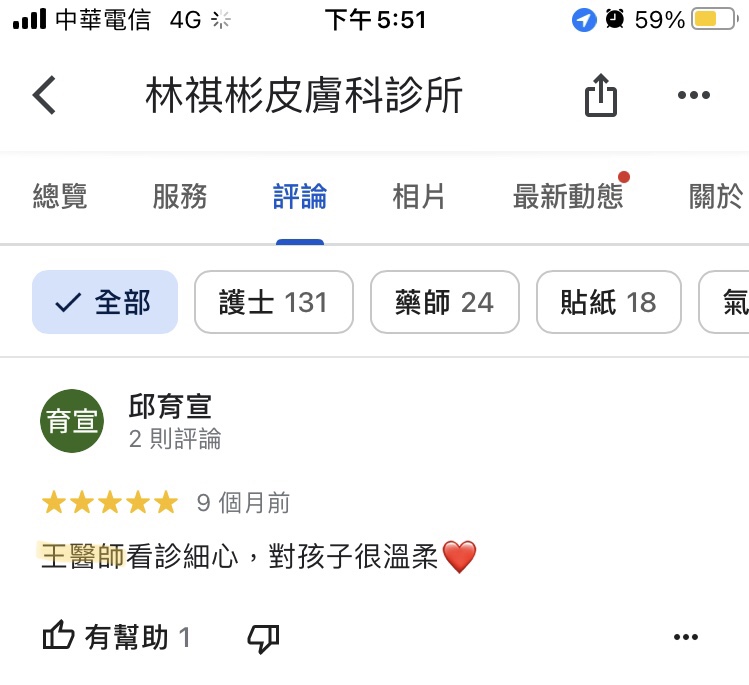 中華電信 4G 下午5:51 59%
林祺彬皮膚科診所
總覽 服務 評論 相片 最新動態 關於
全部 護士 131 藥師 24 貼紙 18 氣
育宣 邱育宣
2 則評論
9 個月前
王醫師看診細心，對孩子很溫柔❤️
有幫助 1